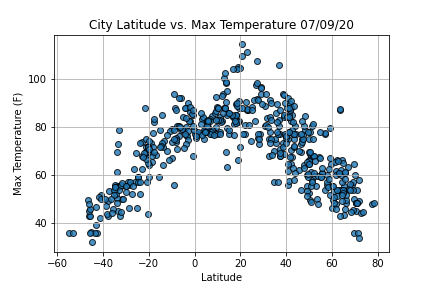 City Latitude vs. Max Temperature 07/09/20
Max Temperature (F)
100
80
60
40
−60 −40 −20 0 20 40 60 80
Latitude